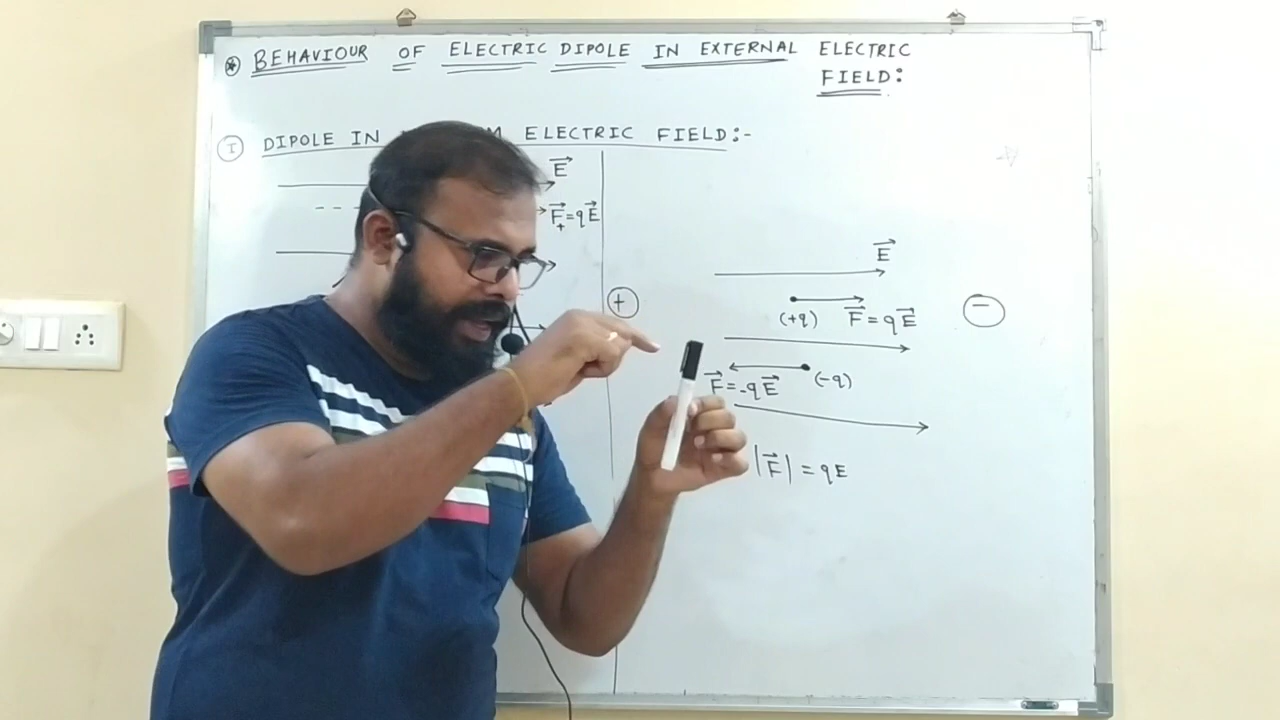 * BEHAVIOUR OF ELECTRIC DIPOLE IN EXTERNAL ELECTRIC
FIELD:
I DIPOLE IN ELECTRIC FIELD:-
E⃗
F⃗₊=qE⃗
E⃗
+
−
(+q) F⃗=qE⃗
F⃗=-qE⃗ (-q)
|F⃗|=qE